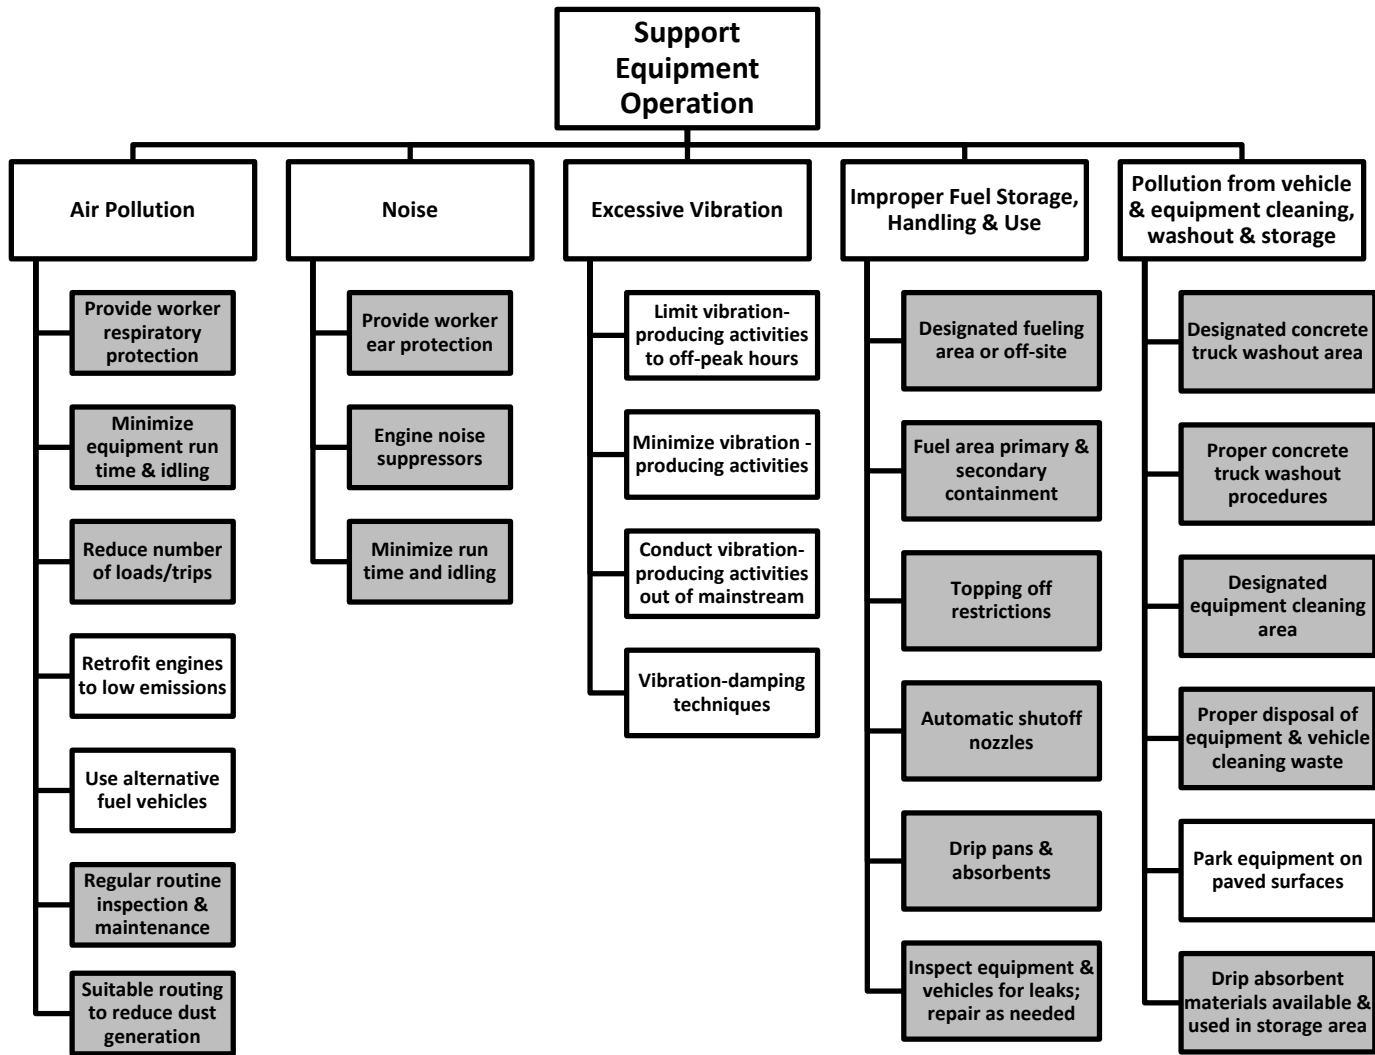 Support
Equipment
Operation
Air Pollution
Noise
Excessive Vibration
Improper Fuel Storage,
Handling & Use
Pollution from vehicle
& equipment cleaning,
washout & storage
Provide worker
respiratory
protection
Minimize
equipment run
time & idling
Reduce number
of loads/trips
Retrofit engines
to low emissions
Use alternative
fuel vehicles
Regular routine
inspection &
maintenance
Suitable routing
to reduce dust
generation
Provide worker
ear protection
Engine noise
suppressors
Minimize run
time and idling
Limit vibration-
producing activities
to off-peak hours
Minimize vibration -
producing activities
Conduct vibration-
producing activities
out of mainstream
Vibration-damping
techniques
Designated fueling
area or off-site
Fuel area primary &
secondary
containment
Topping off
restrictions
Automatic shutoff
nozzles
Drip pans &
absorbents
Inspect equipment &
vehicles for leaks;
repair as needed
Designated concrete
truck washout area
Proper concrete
truck washout
procedures
Designated
equipment cleaning
area
Proper disposal of
equipment & vehicle
cleaning waste
Park equipment on
paved surfaces
Drip absorbent
materials available &
used in storage area